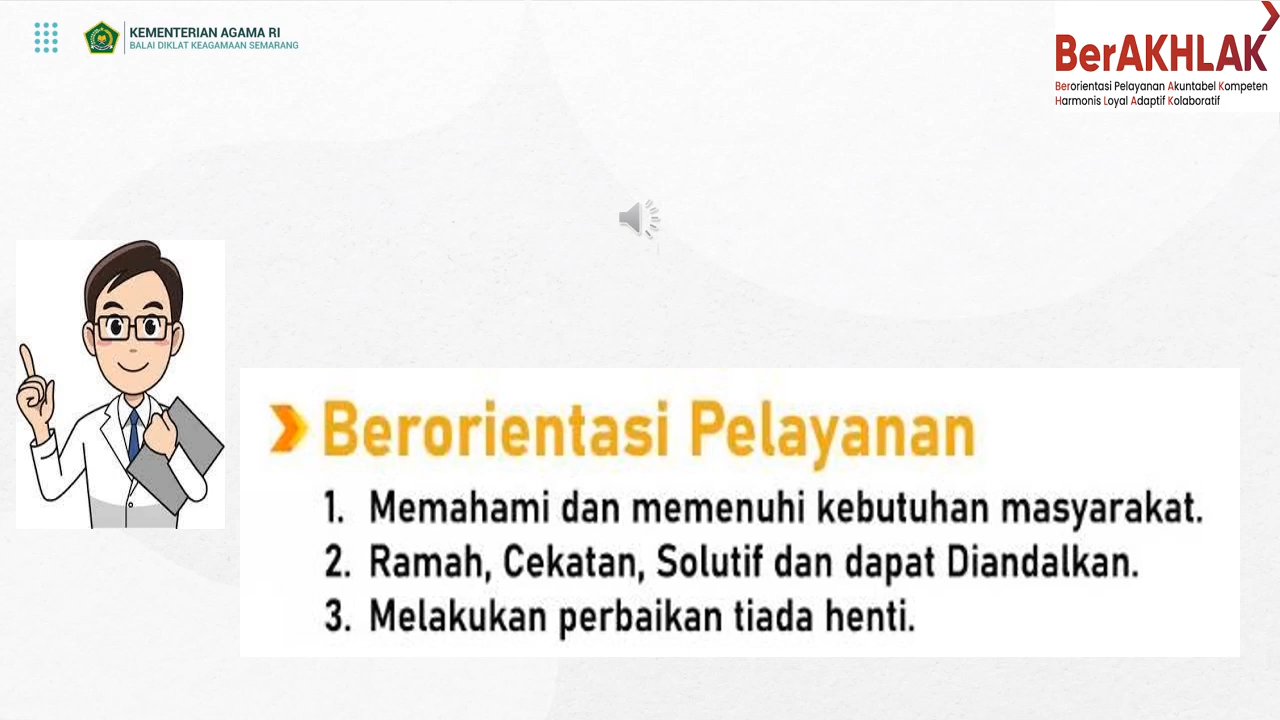 KEMENTERIAN AGAMA RI
BALAI DIKLAT KEAGAMAAN SEMARANG
BerAKHLAK
Berorientasi Pelayanan Akuntabel Kompeten
Harmonis Loyal Adaptif Kolaboratif
Berorientasi Pelayanan
1. Memahami dan memenuhi kebutuhan masyarakat.
2. Ramah, Cekatan, Solutif dan dapat Diandalkan.
3. Melakukan perbaikan tiada henti.